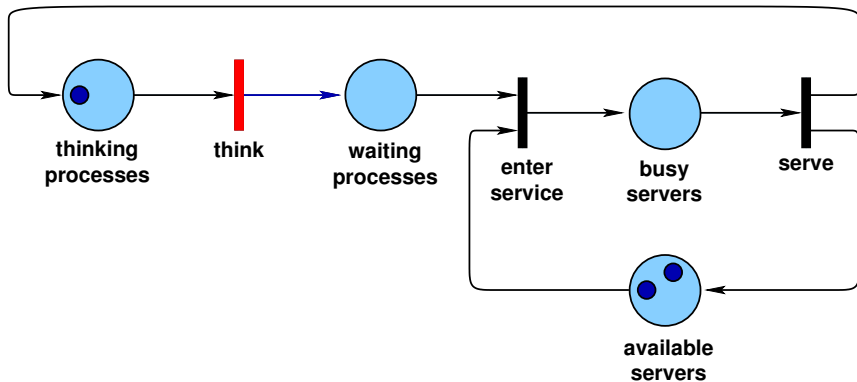 thinking
processes
think
waiting
processes
enter
service
busy
servers
serve
available
servers